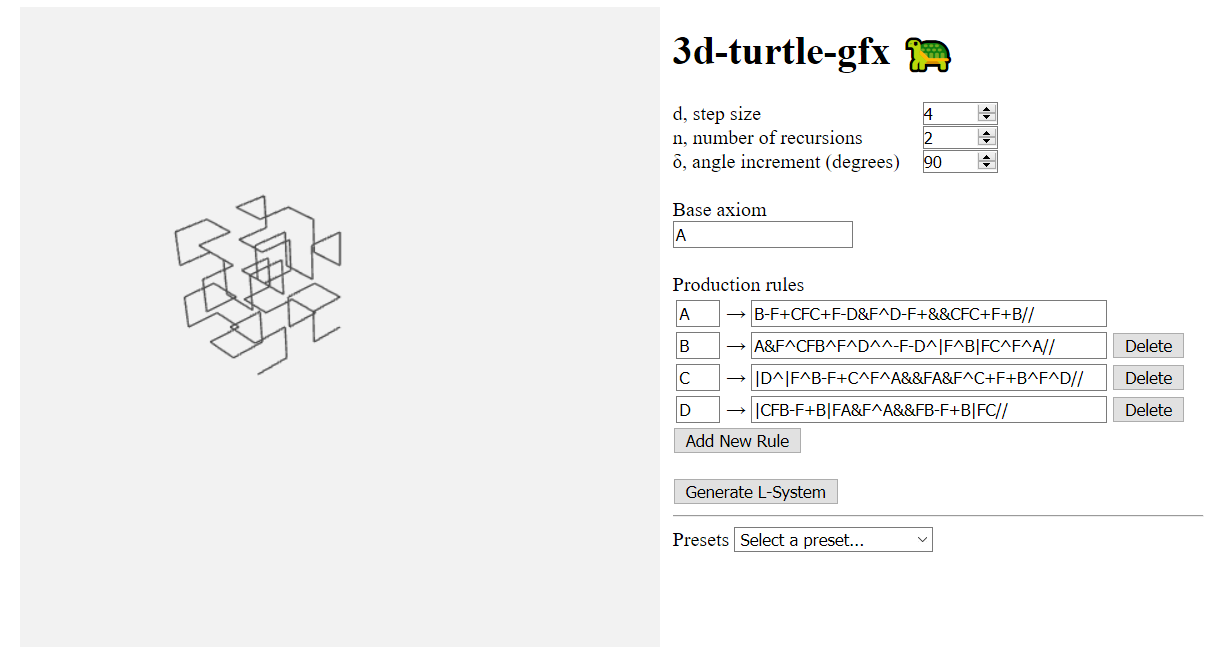 3d-turtle-gfx 🐢
d, step size 4
n, number of recursions 2
δ, angle increment (degrees) 90
Base axiom
A
Production rules
A → B-F+CFC+F-D&F^D-F+&&CFC+F+B//
B → A&F^CFB^F^D^^-F-D^|F^B|FC^F^A// Delete
C → |D^|F^B-F+C^F^A&&FA&F^C+F+B^F^D// Delete
D → |CFB-F+B|FA&F^A&&FB-F+B|FC// Delete
Add New Rule
Generate L-System
Presets Select a preset...